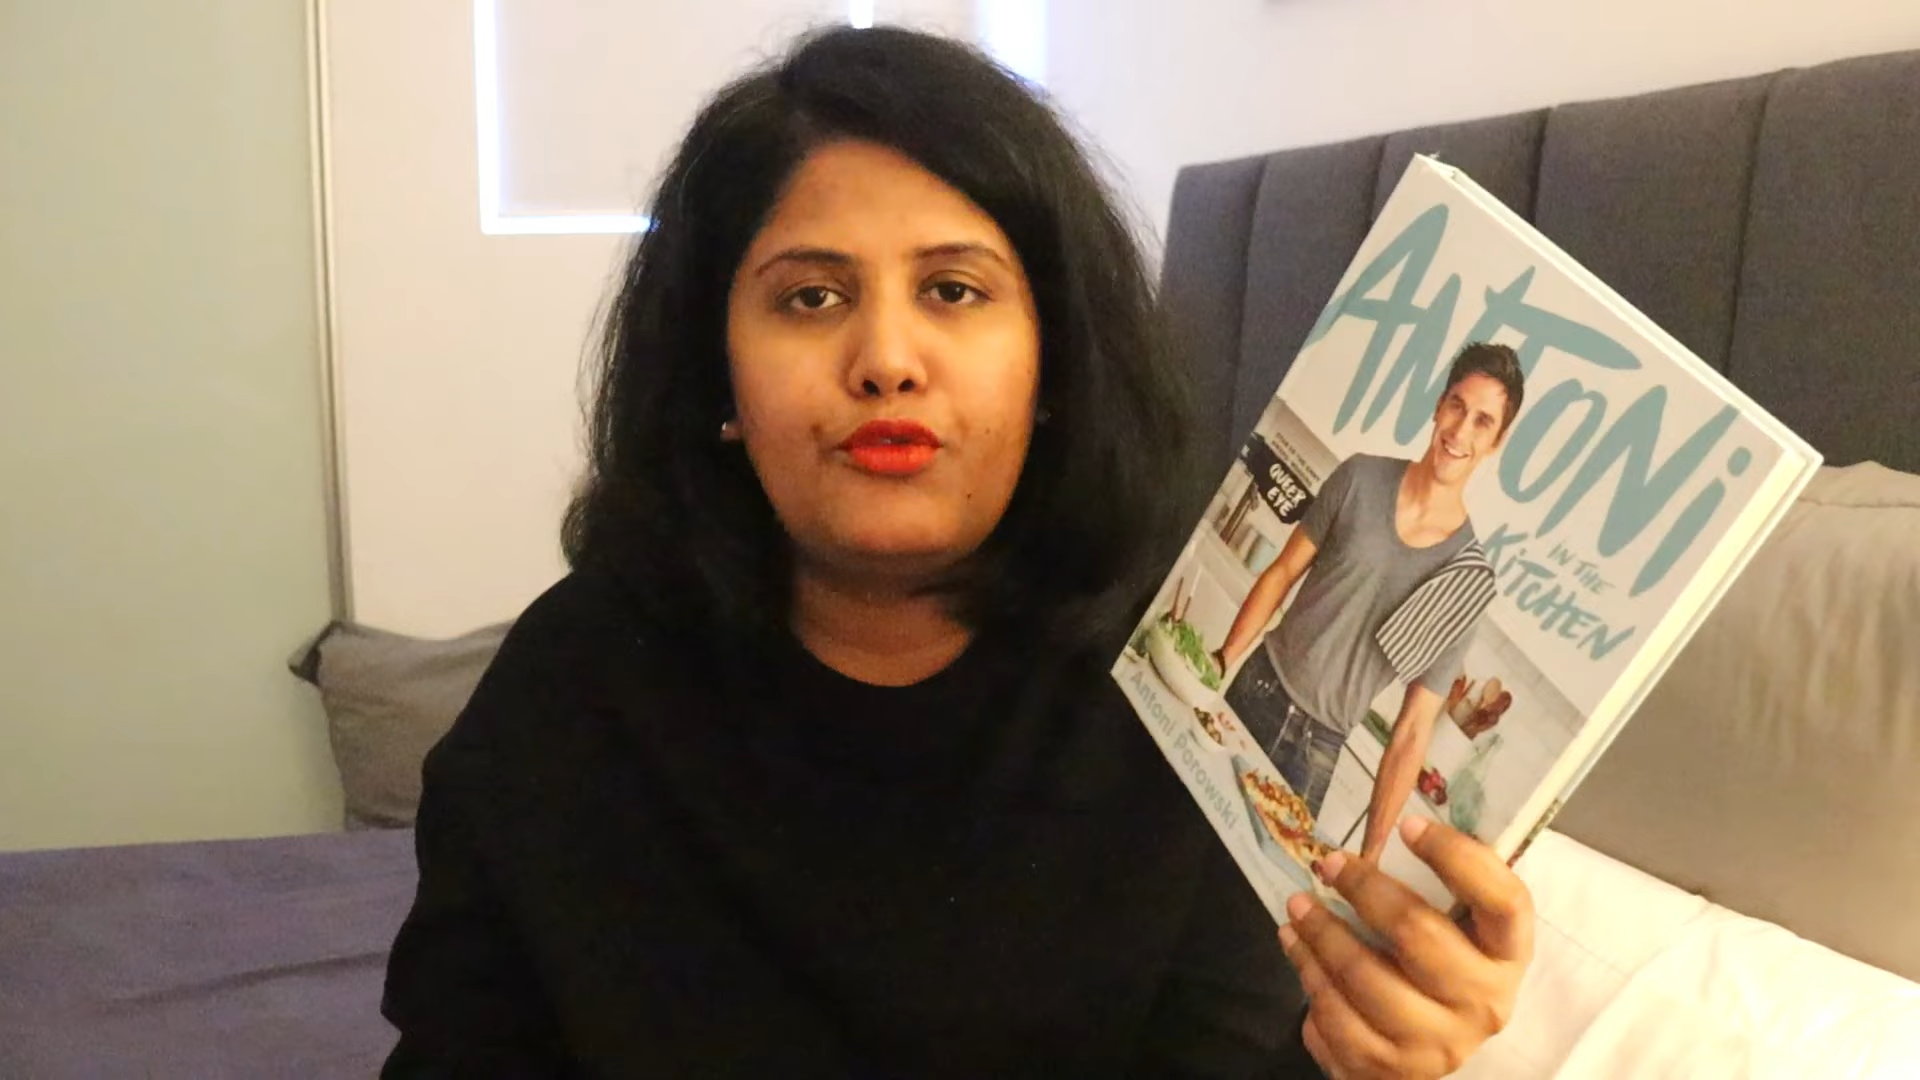 ANTONI
IN THE
KITCHEN
QUEER
EYE
Antoni Porowski